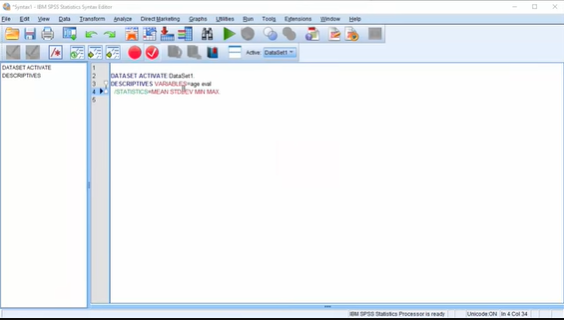 *Syntax1 - IBM SPSS Statistics Syntax Editor
File Edit View Data Transform Analyze Direct Marketing Graphs Utilities Run Tools Extensions Window Help
Active: DataSet1
DATASET ACTIVATE
DESCRIPTIVES
1
2 DATASET ACTIVATE DataSet1.
3 DESCRIPTIVES VARIABLES=age eval
4 /STATISTICS=MEAN STDDEV MIN MAX.
5
IBM SPSS Statistics Processor is ready Unicode:ON In 4 Col 34